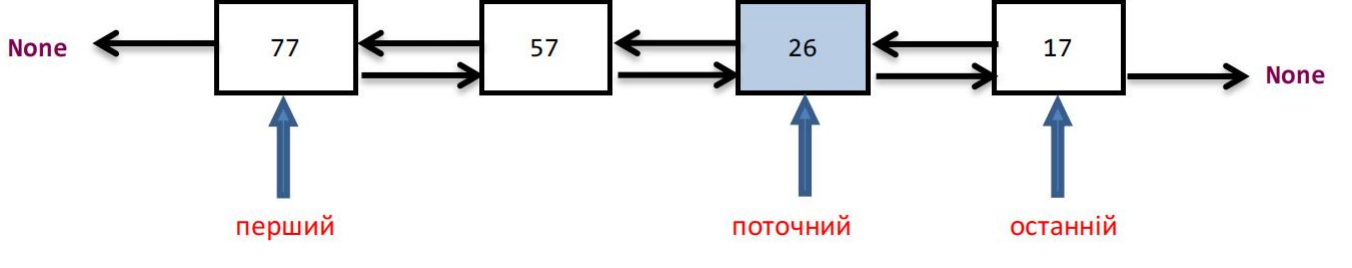 None 77 57 26 17
None
перший поточний останній